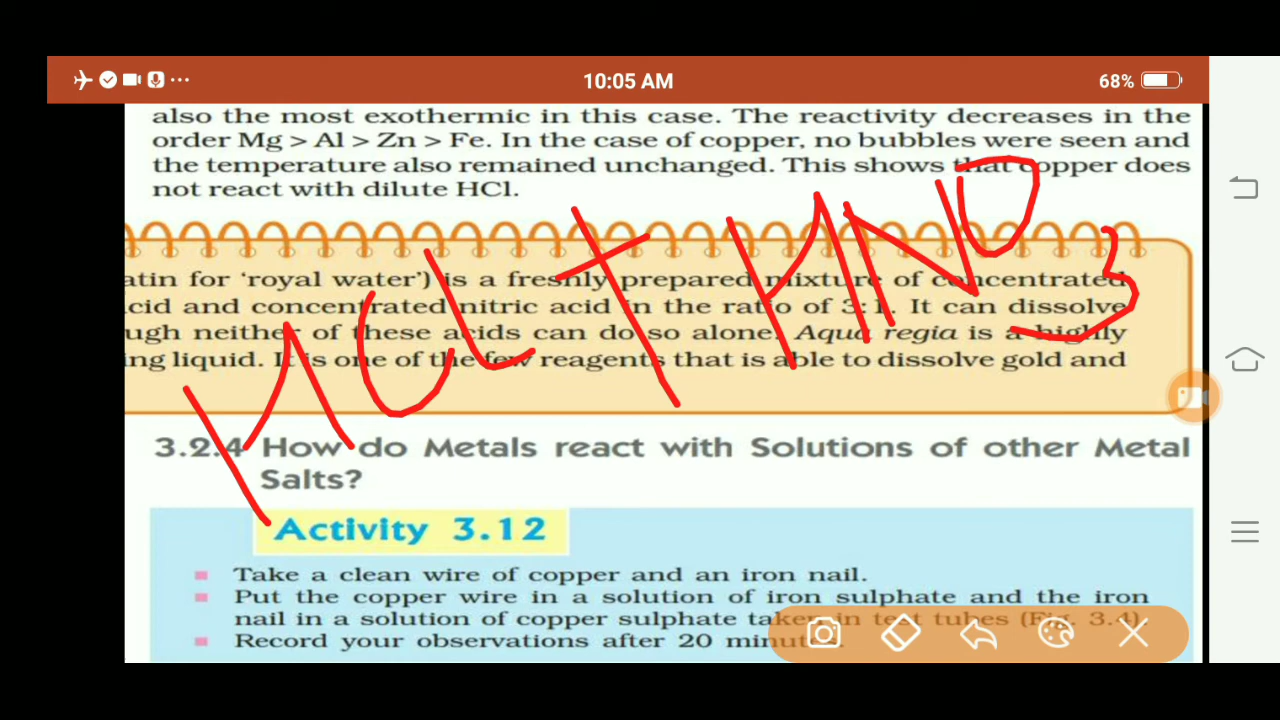 10:05 AM
68%
also the most exothermic in this case. The reactivity decreases in the
order Mg > Al > Zn > Fe. In the case of copper, no bubbles were seen and
the temperature also remained unchanged. This shows that copper does
not react with dilute HCl.
HCl + HNO3
atin for ‘royal water’) is a freshly prepared mixture of concentrated
cid and concentrated nitric acid in the ratio of 3:1. It can dissolve
ugh neither of these acids can do so alone. Aqua regia is a highly
ing liquid. It is one of the few reagents that is able to dissolve gold and
3.2.4 How do Metals react with Solutions of other Metal
Salts?
Activity 3.12
Take a clean wire of copper and an iron nail.
Put the copper wire in a solution of iron sulphate and the iron
nail in a solution of copper sulphate taken in test tubes (Fig. 3.4).
Record your observations after 20 minutes.